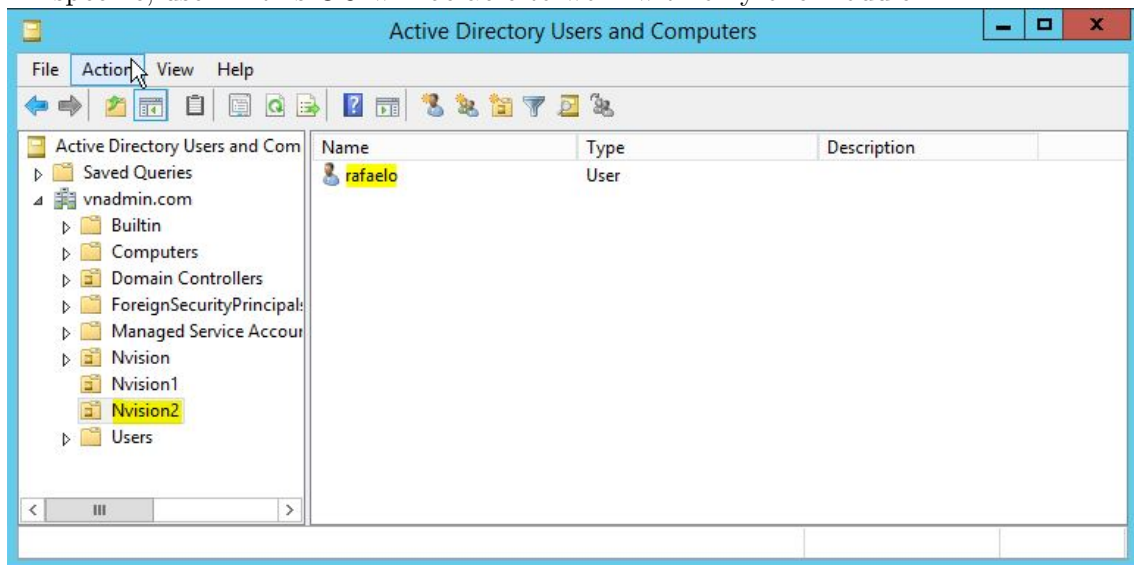 Active Directory Users and Computers
File Action View Help
Active Directory Users and Com
Name Type Description
Saved Queries
rafaelo User
vnadmin.com
Builtin
Computers
Domain Controllers
ForeignSecurityPrincipals
Managed Service Accour
Nvision
Nvision1
Nvision2
Users